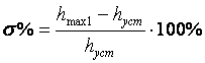 σ% = (h_max1 − h_уст) / h_уст · 100%